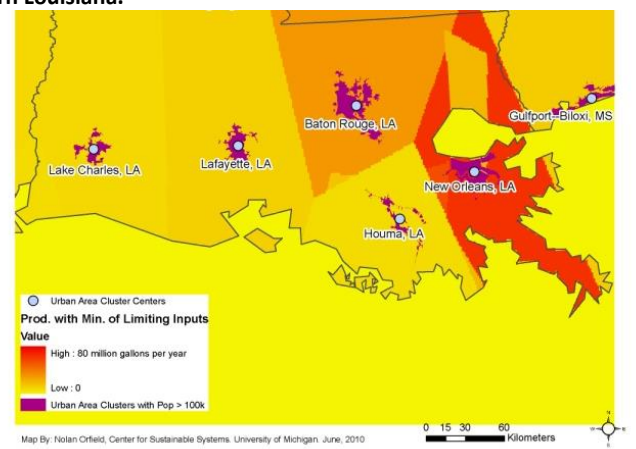 rn Louisiana.
Baton Rouge, LA
Gulfport--Biloxi, MS
Lake Charles, LA
Lafayette, LA
New Orleans, LA
Houma, LA
Urban Area Cluster Centers
Prod. with Min. of Limiting Inputs
Value
High : 80 million gallons per year
Low : 0
Urban Area Clusters with Pop > 100k
0 15 30 60
Kilometers
Map By: Nolan Orfield, Center for Sustainable Systems. University of Michigan. June, 2010